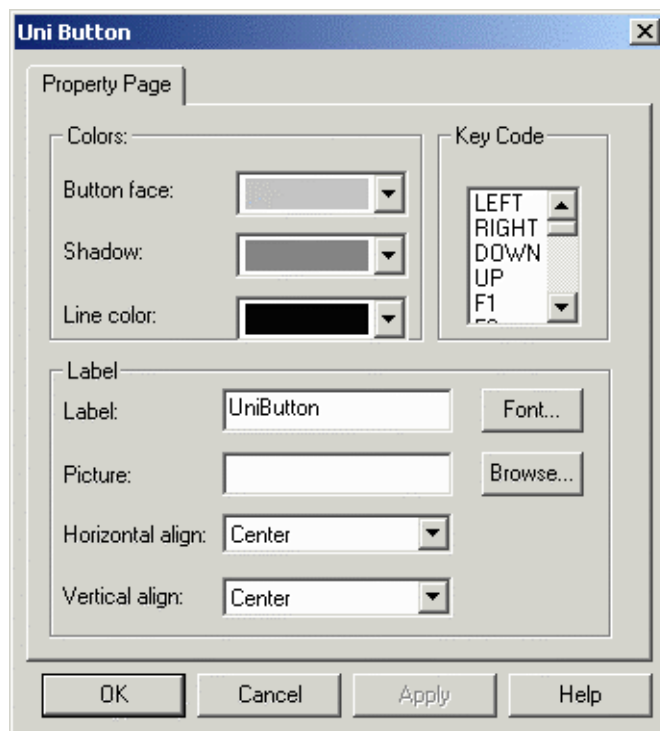 Uni Button
Property Page
Colors:
Button face:
Shadow:
Line color:
Key Code
LEFT
RIGHT
DOWN
UP
F1
Label
Label: UniButton Font...
Picture: Browse...
Horizontal align: Center
Vertical align: Center
OK Cancel Apply Help